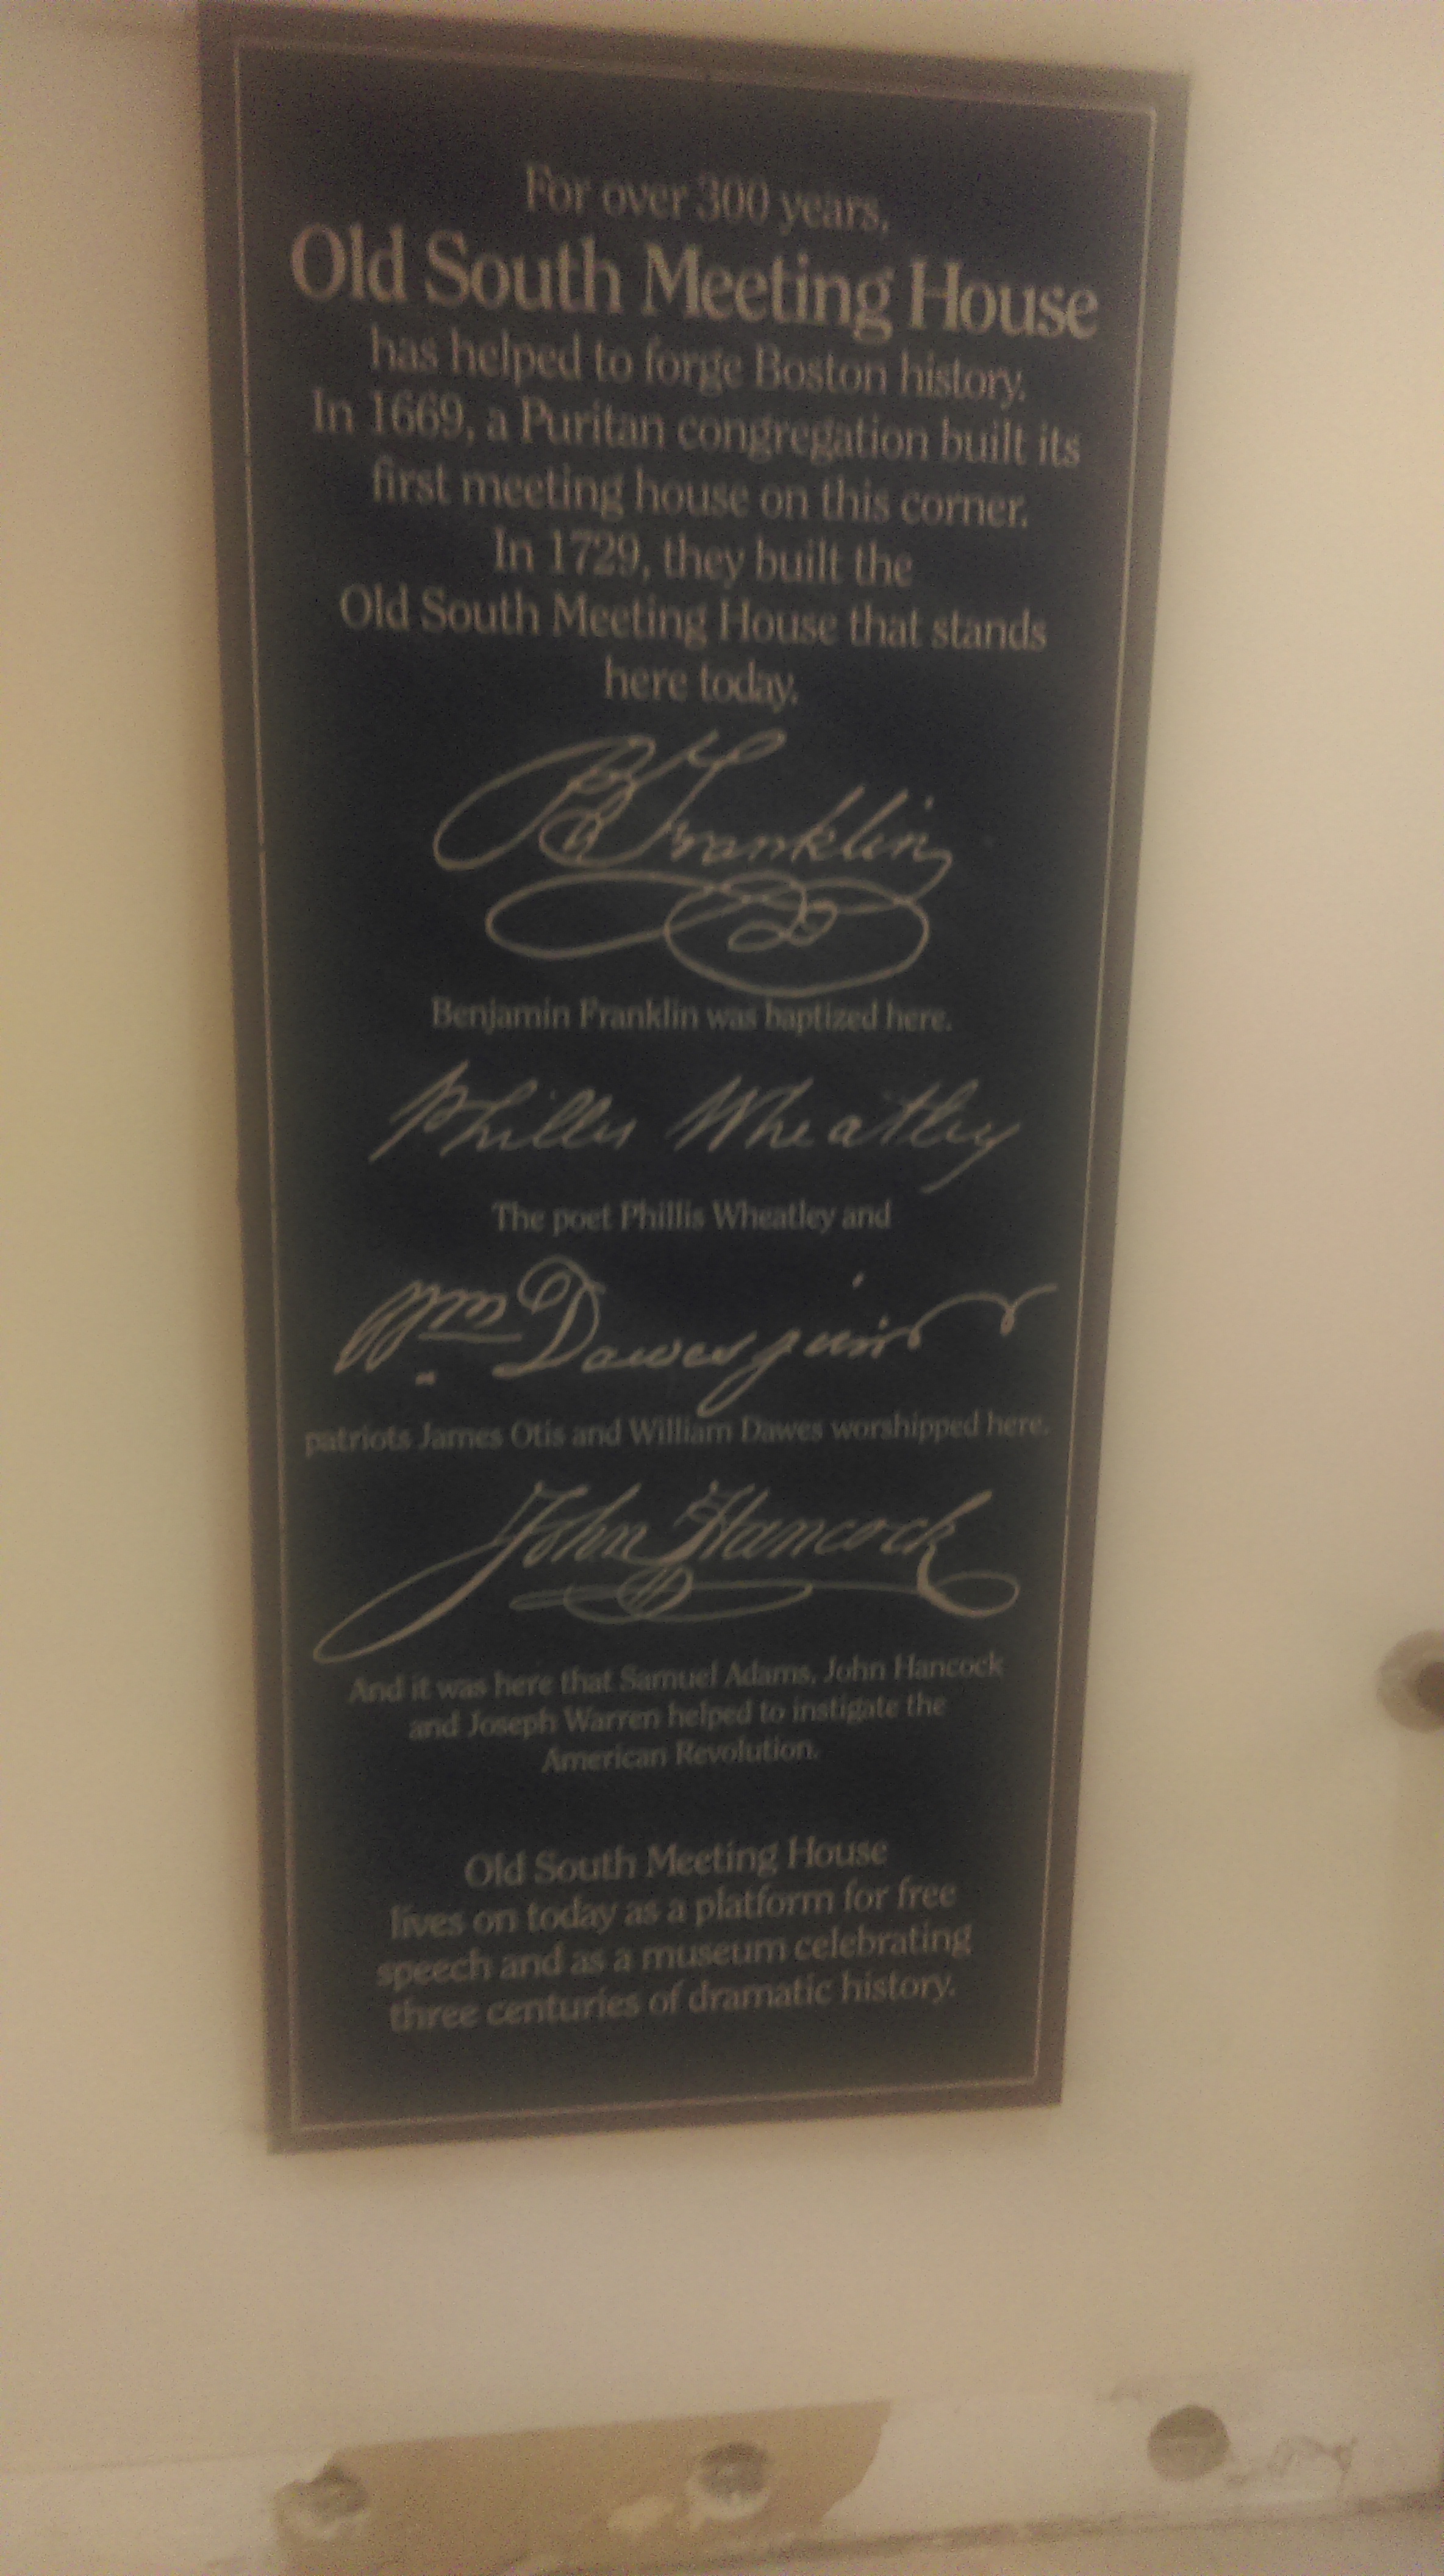 For over 300 years,
Old South Meeting House
has helped to forge Boston history.
In 1669, a Puritan congregation built its
first meeting house on this corner.
In 1729, they built the
Old South Meeting House that stands
here today.
B Franklin
Benjamin Franklin was baptized here.
Phillis Wheatley
The poet Phillis Wheatley and
Wm Dawes junr
patriots James Otis and William Dawes worshipped here.
John Hancock
And it was here that Samuel Adams, John Hancock
and Joseph Warren helped to instigate the
American Revolution.
Old South Meeting House
lives on today as a platform for free
speech and as a museum celebrating
three centuries of dramatic history.